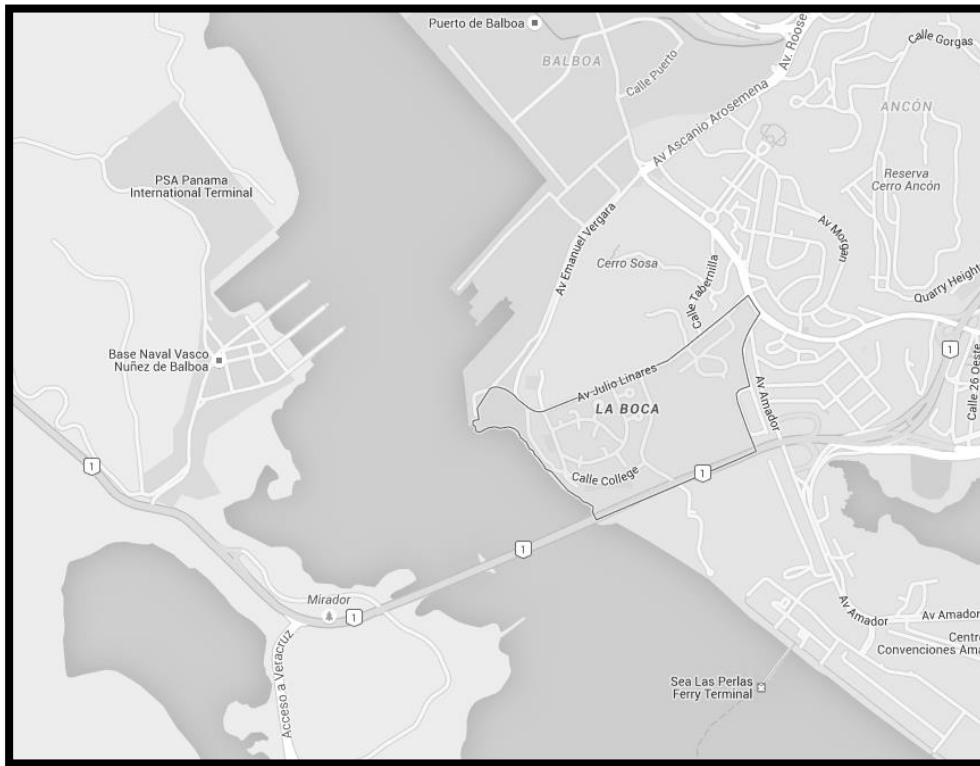 Puerto de Balboa
BALBOA
Calle Puerto
Av. Roose
Calle Gorgas
Av Ascanio Arosemena
ANCÓN
PSA Panama
International Terminal
Reserva
Cerro Ancón
Av Emanuel Vergara
Cerro Sosa
Av Morgan
Calle Tabernilla
Quarry Height
Base Naval Vasco
Nuñez de Balboa
1
Av Julio Linares
LA BOCA
Av Amador
Calle 26 Oeste
1
Calle College
1
1
Mirador
1
Acceso a Veracruz
Av Amador
Av Amador
Centro
Convenciones Ama
Sea Las Perlas
Ferry Terminal